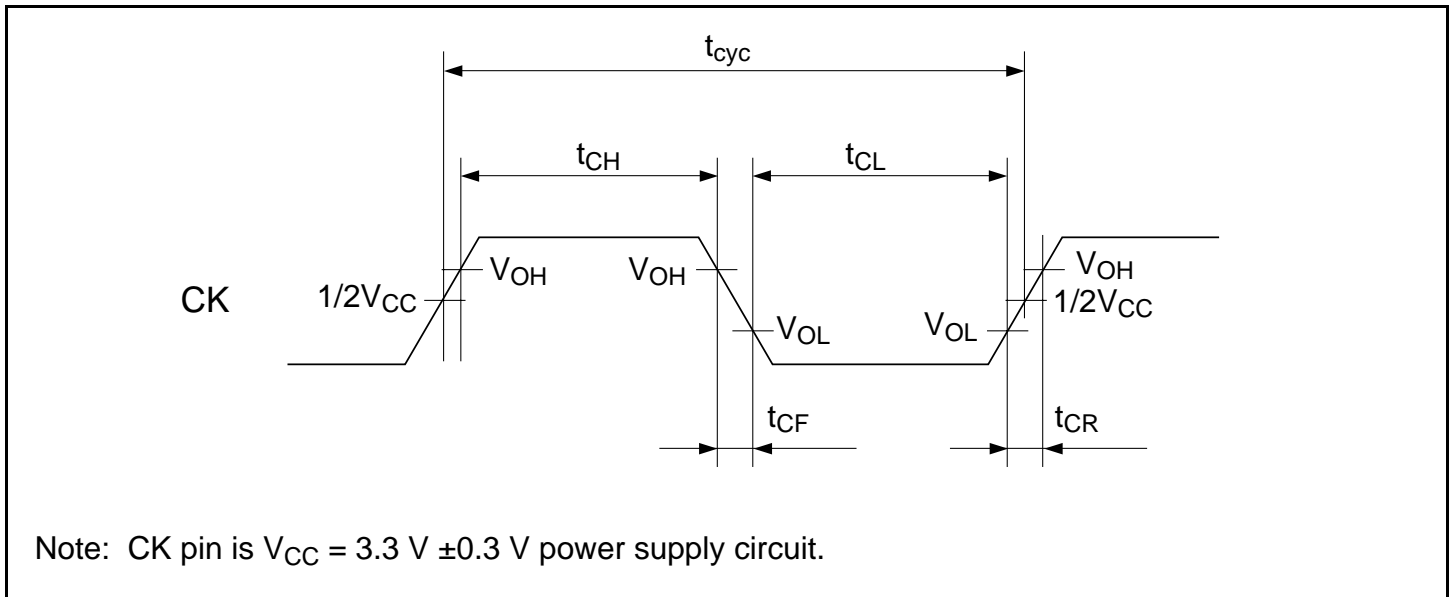 tcyc
tCH
tCL
VOH
VOH
VOH
CK
1/2VCC
1/2VCC
VOL
VOL
tCF
tCR
Note: CK pin is VCC = 3.3 V ±0.3 V power supply circuit.